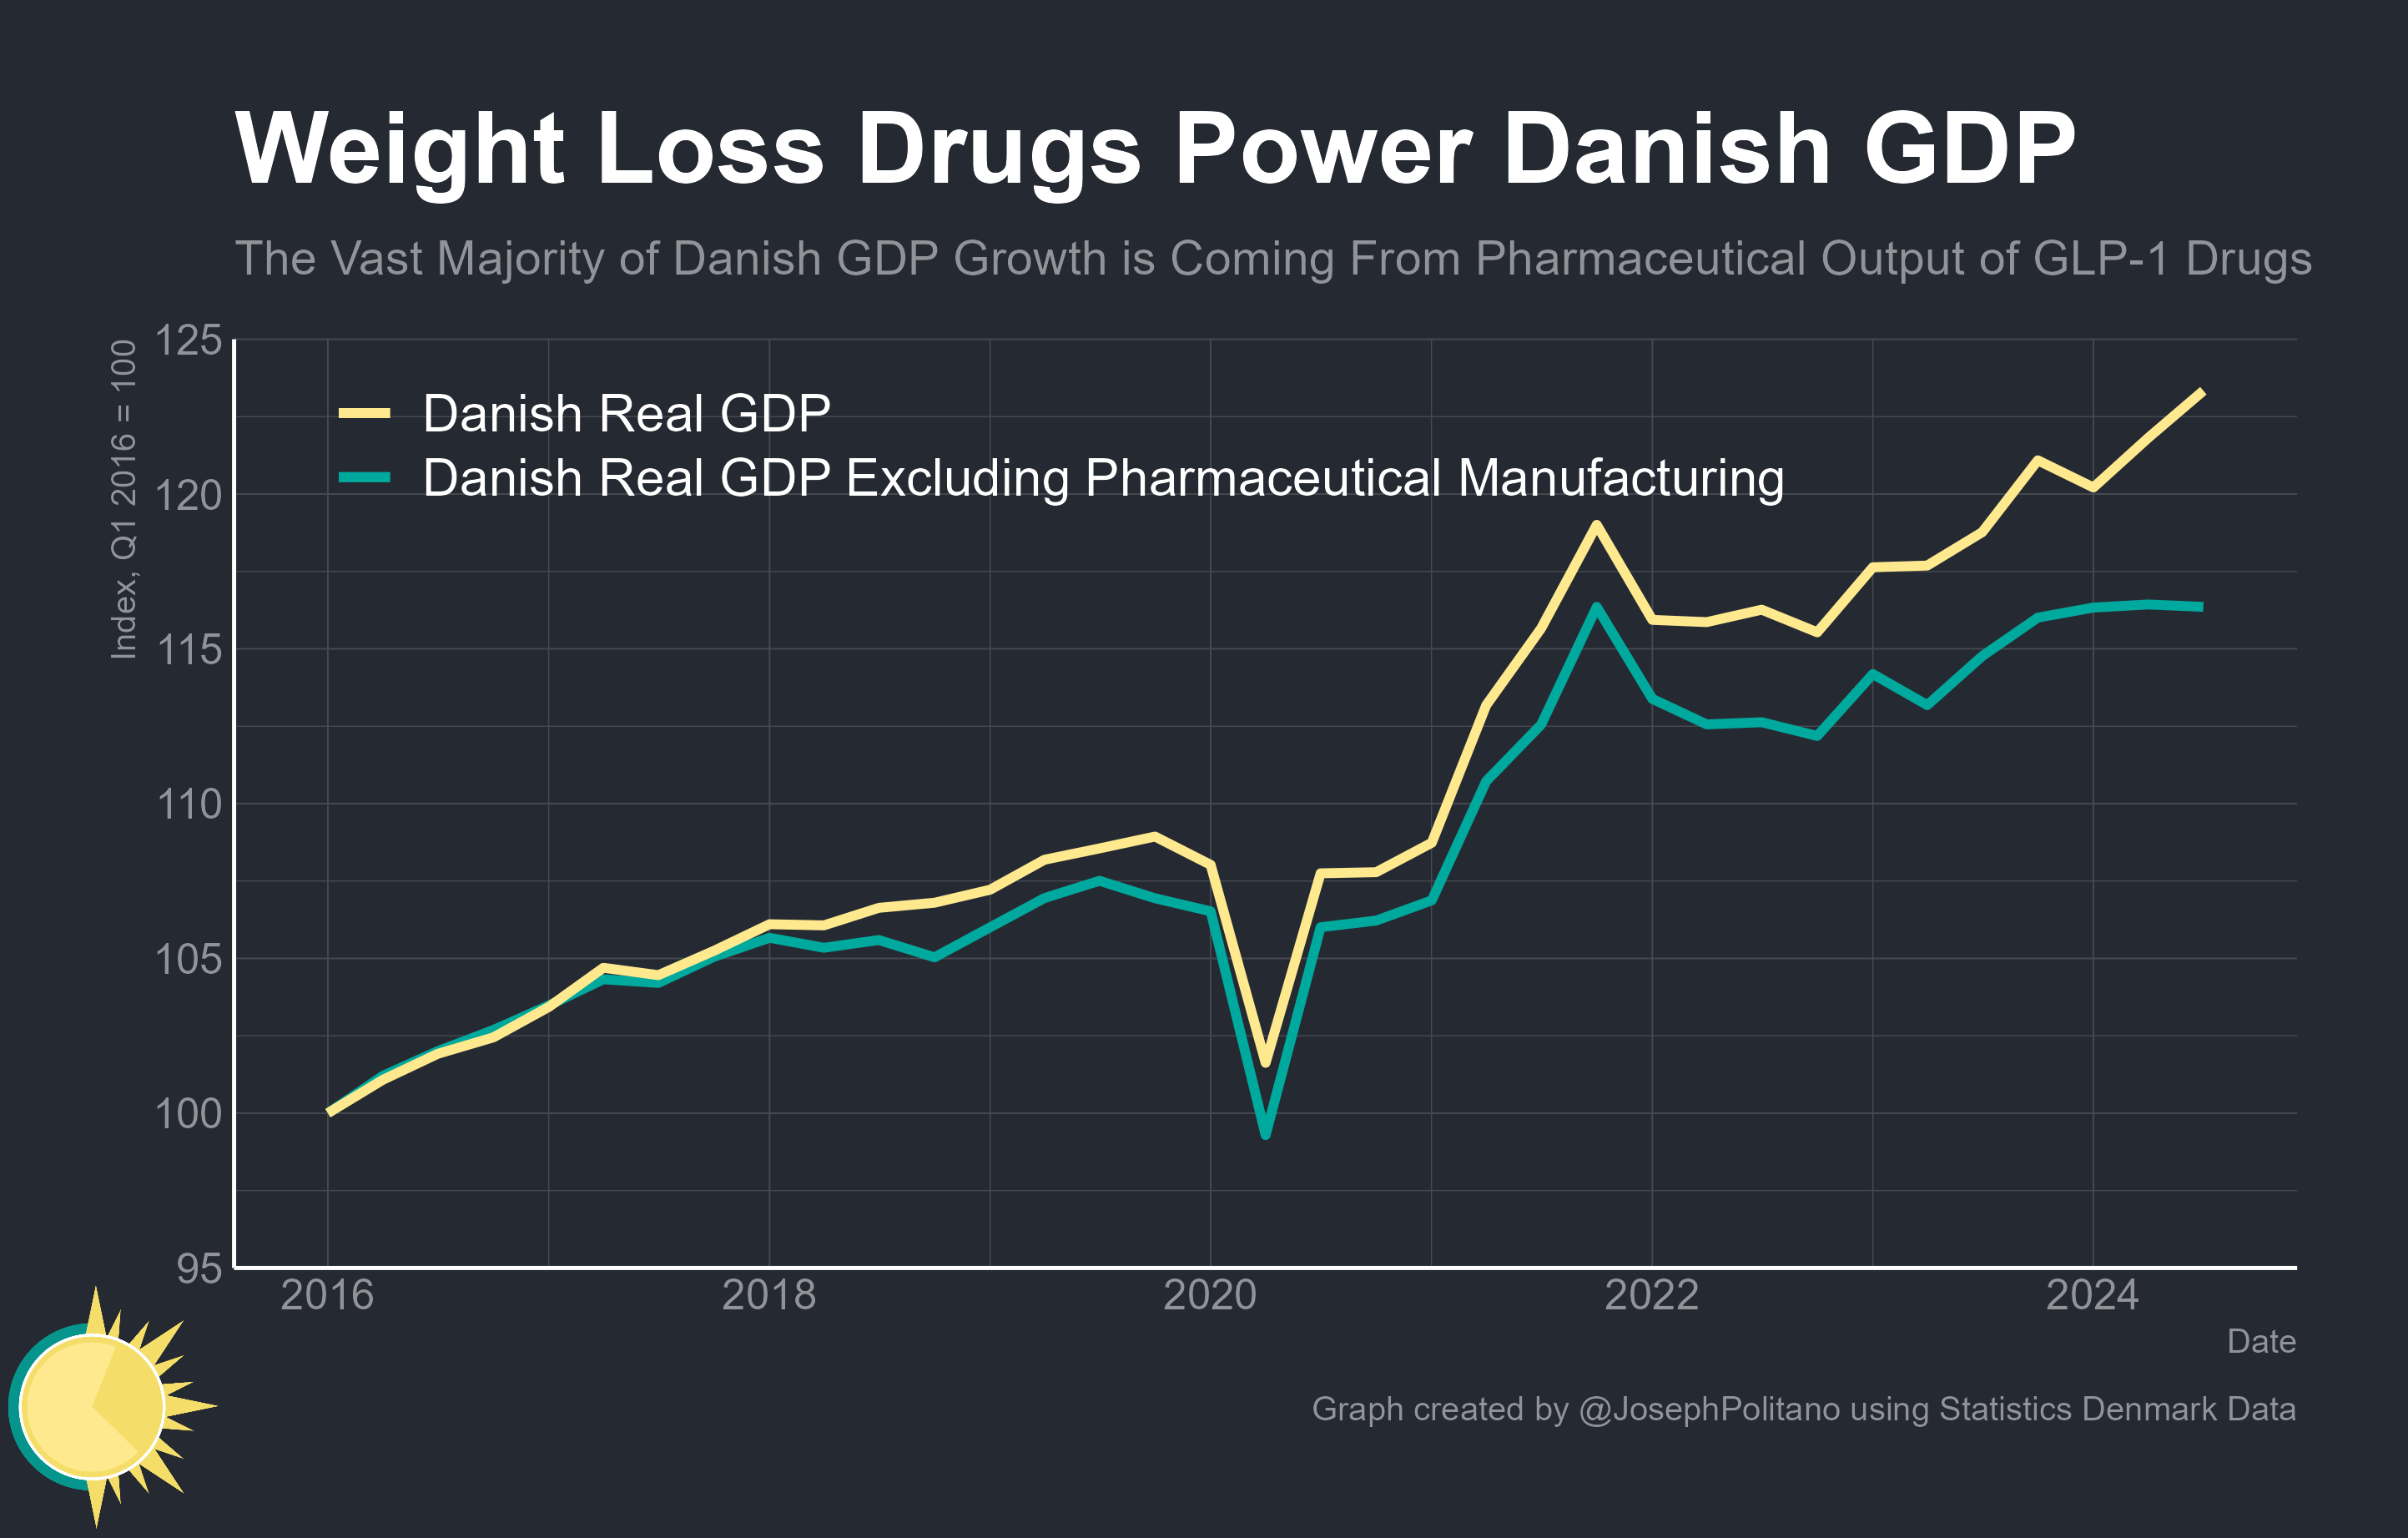 Weight Loss Drugs Power Danish GDP
The Vast Majority of Danish GDP Growth is Coming From Pharmaceutical Output of GLP-1 Drugs
Index, Q1 2016 = 100
125
120
115
110
105
100
95
Danish Real GDP
Danish Real GDP Excluding Pharmaceutical Manufacturing
2016 2018 2020 2022 2024
Date
Graph created by @JosephPolitano using Statistics Denmark Data